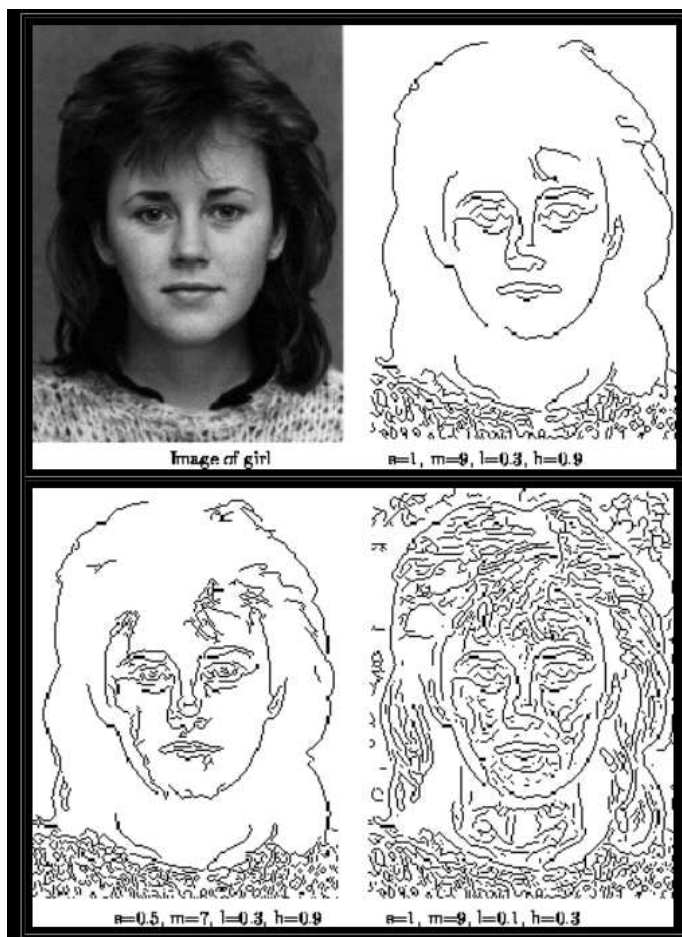 Image of girl
s=1, m=9, l=0.3, h=0.9
s=0.5, m=7, l=0.3, h=0.9
s=1, m=9, l=0.1, h=0.3